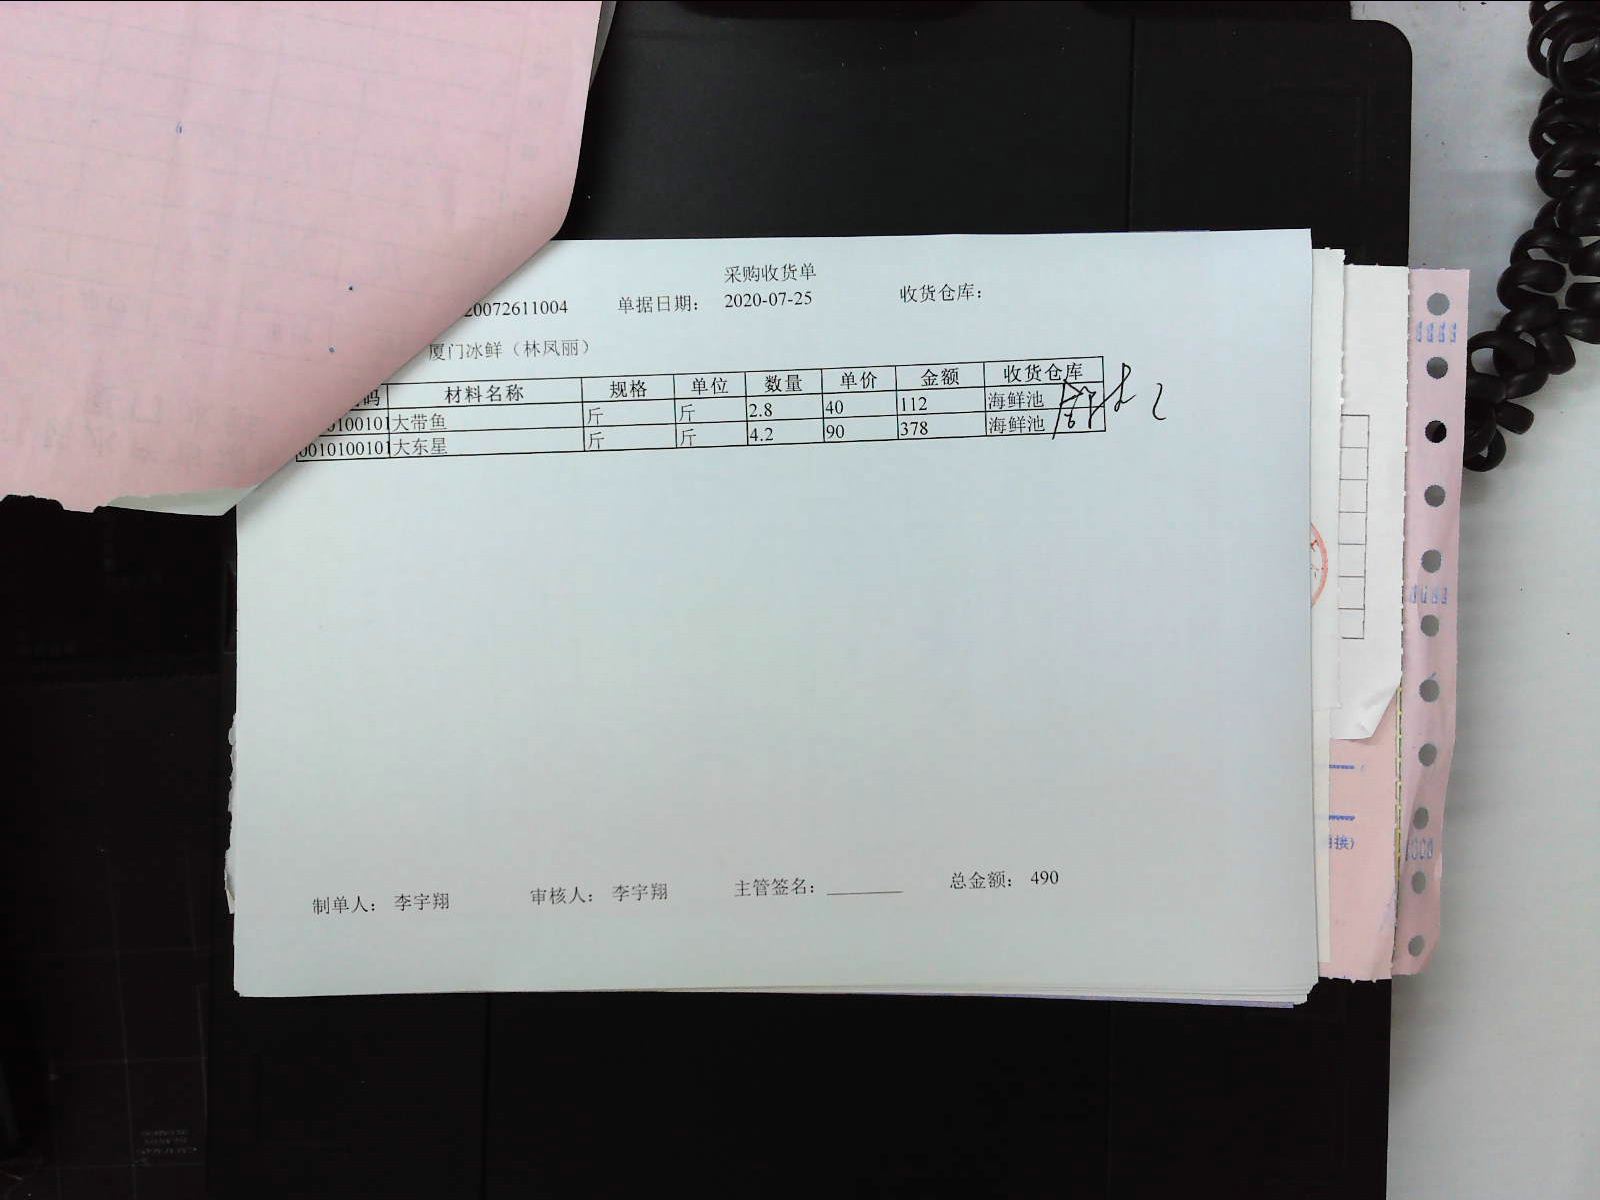 采购收货单
20072611004 单据日期： 2020-07-25 收货仓库：
厦门冰鲜（林凤丽）
码 材料名称 规格 单位 数量 单价 金额 收货仓库
0100101 大带鱼 斤 斤 2.8 40 112 海鲜池
0010100101 大东星 斤 斤 4.2 90 378 海鲜池
制单人： 李宇翔 审核人： 李宇翔 主管签名： ________ 总金额： 490